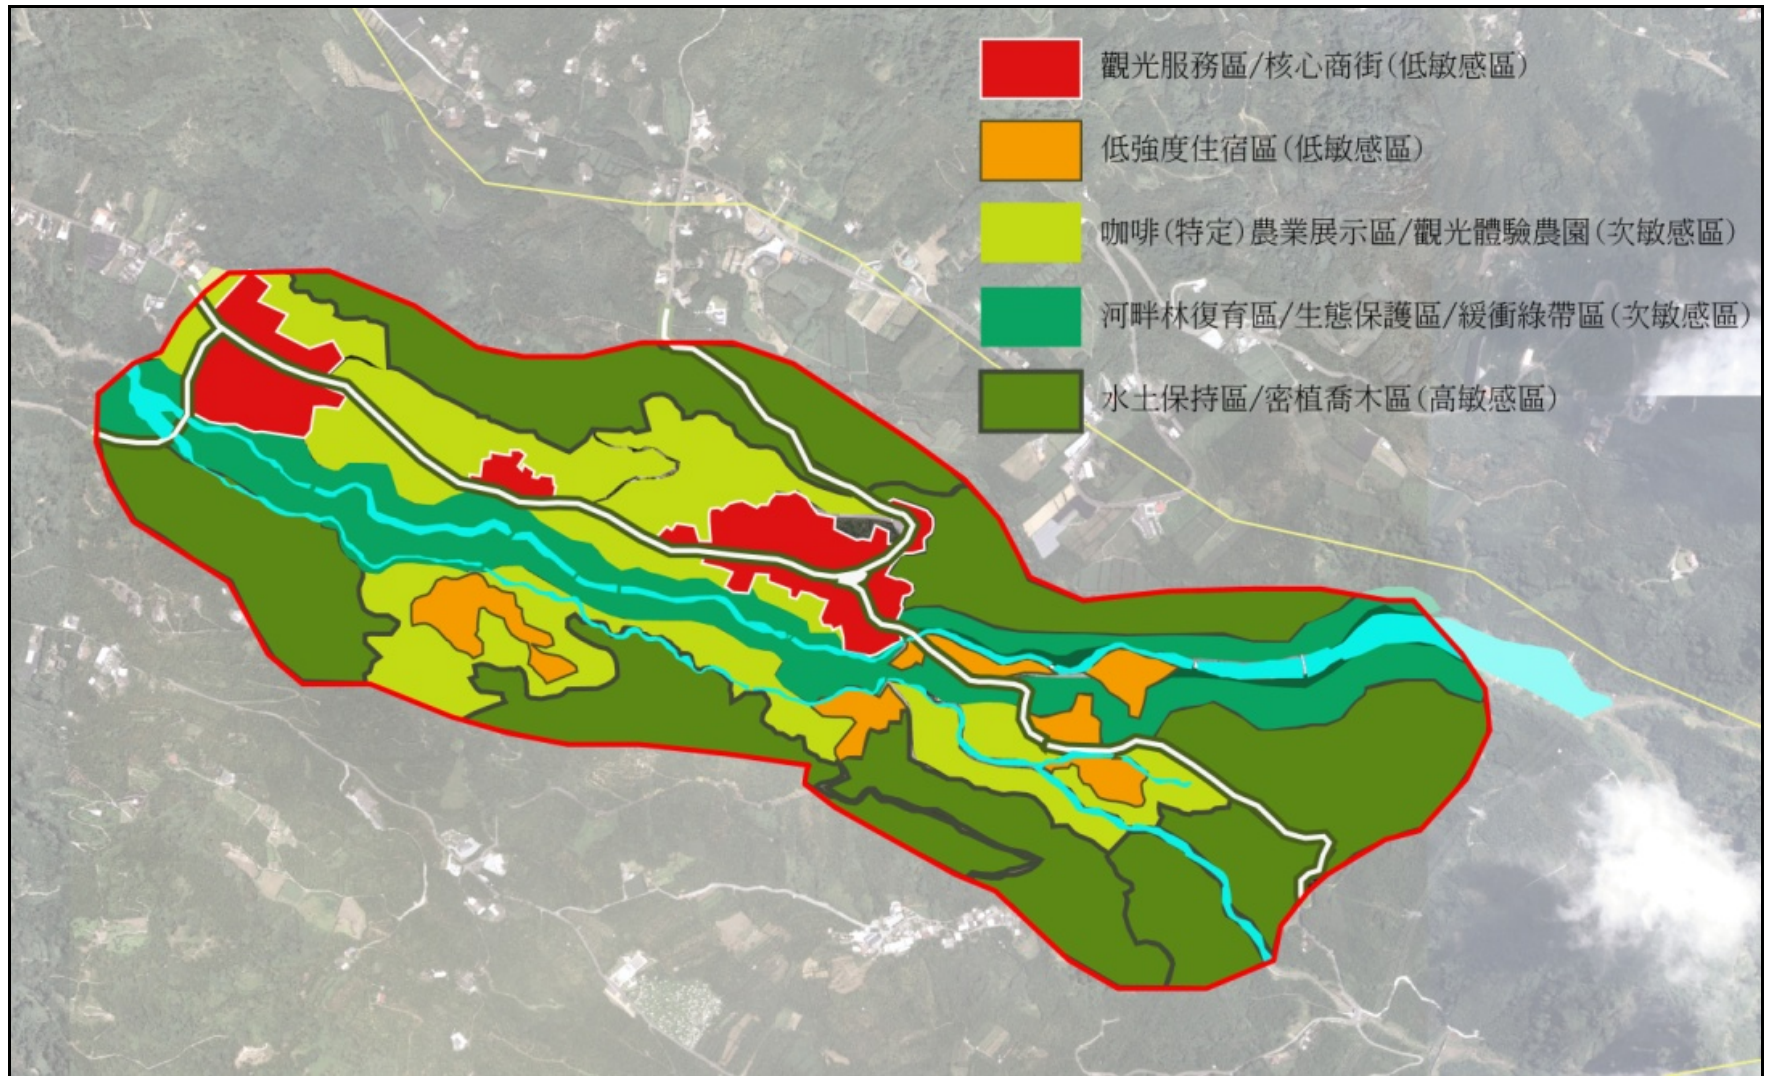 觀光服務區/核心商街(低敏感區)
低強度住宿區(低敏感區)
咖啡(特定)農業展示區/觀光體驗農園(次敏感區)
河畔林復育區/生態保護區/緩衝綠帶區(次敏感區)
水土保持區/密植喬木區(高敏感區)